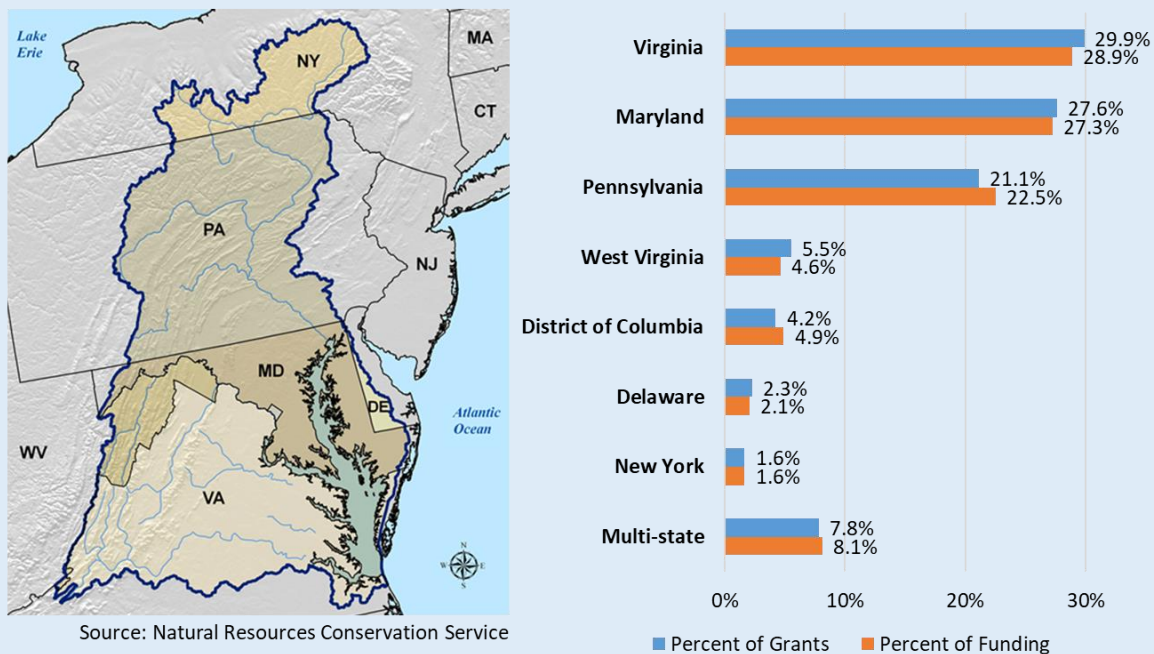 Lake
Erie
NY
MA
CT
PA
NJ
MD
DE
WV
Atlantic
Ocean
VA
N
W E
S
Source: Natural Resources Conservation Service
Virginia
29.9%
28.9%
Maryland
27.6%
27.3%
Pennsylvania
21.1%
22.5%
West Virginia
5.5%
4.6%
District of Columbia
4.2%
4.9%
Delaware
2.3%
2.1%
New York
1.6%
1.6%
Multi-state
7.8%
8.1%
0% 10% 20% 30%
Percent of Grants Percent of Funding